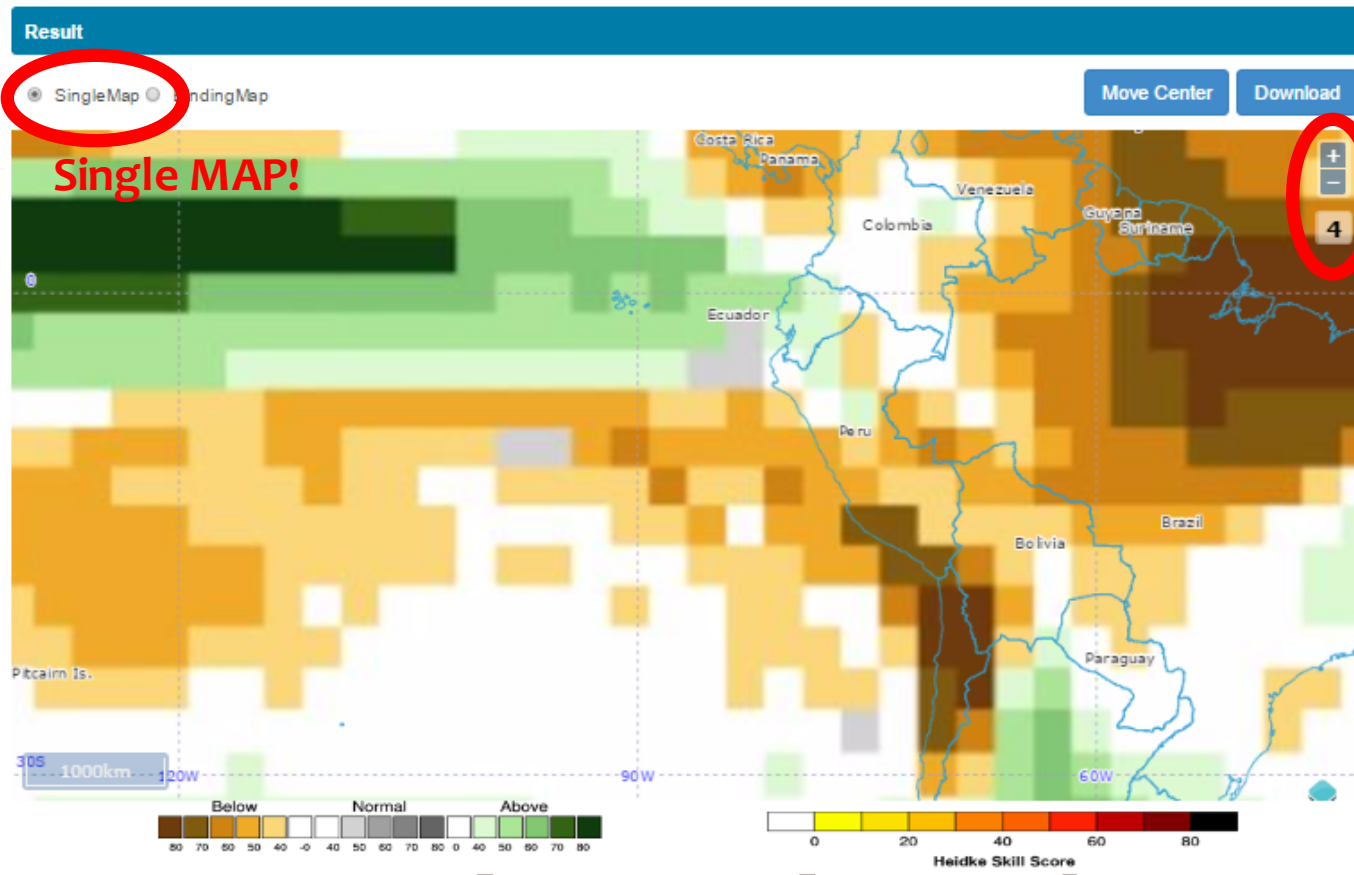 Result
SingleMap
Move Center
Download
Single MAP!
+
−
4
Costa Rica
Panama
Venezuela
Colombia
Guyana
Suriname
0
Ecuador
Peru
Brazil
Bolivia
Paraguay
Pitcairn Is.
30S
1000km
120W
90W
60W
Below Normal Above
80 70 60 50 40 -0 40 50 60 70 80 0 40 50 60 70 80
0 20 40 60 80
Heidke Skill Score